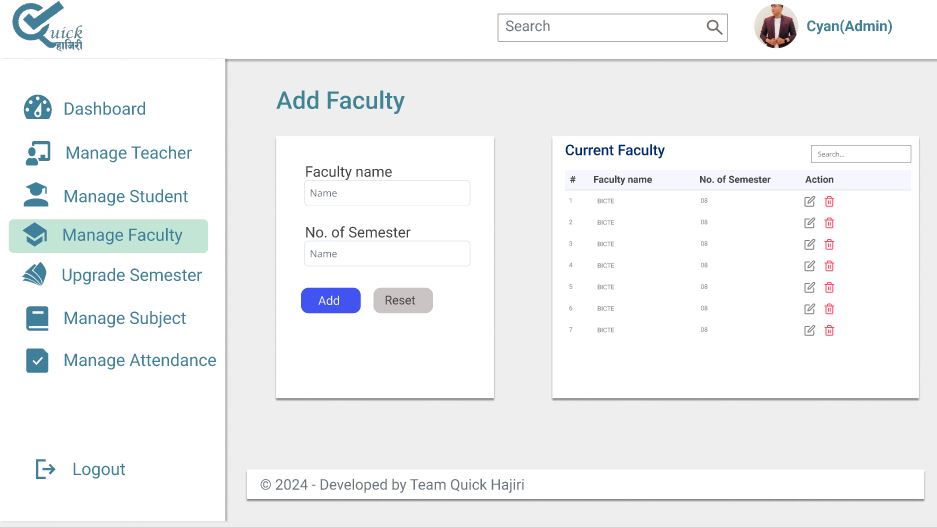 Quick
हाजिरी
Search
Cyan(Admin)
Dashboard
Manage Teacher
Manage Student
Manage Faculty
Upgrade Semester
Manage Subject
Manage Attendance
Logout
Add Faculty
Faculty name
Name
No. of Semester
Name
Add Reset
Current Faculty
Search...
# Faculty name No. of Semester Action
1 BICTE 08
2 BICTE 08
3 BICTE 08
4 BICTE 08
5 BICTE 08
6 BICTE 08
7 BICTE 08
© 2024 - Developed by Team Quick Hajiri